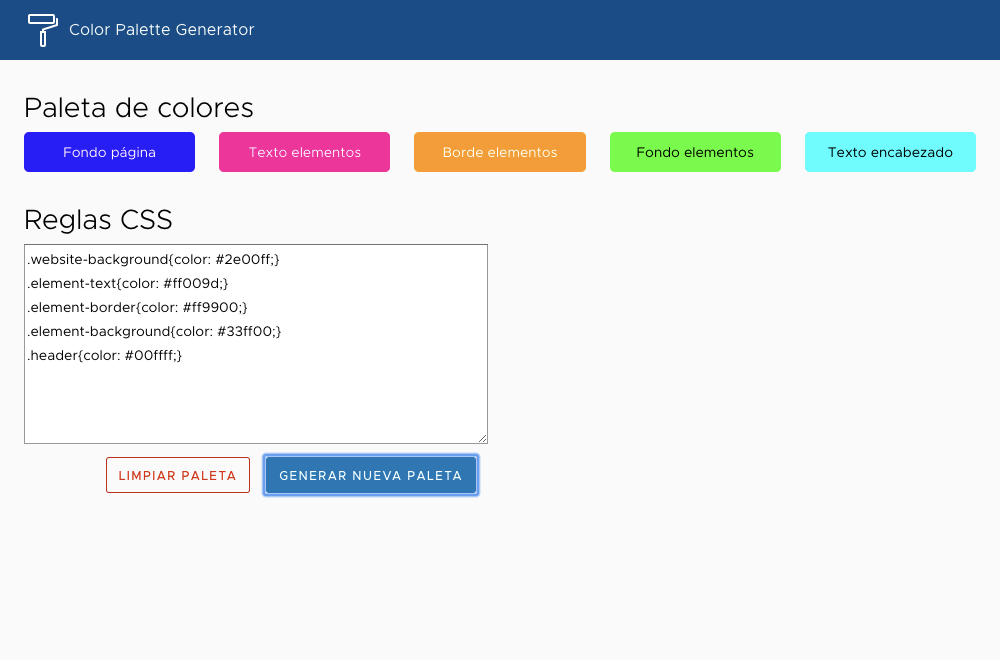 Color Palette Generator
Paleta de colores
Fondo página
Texto elementos
Borde elementos
Fondo elementos
Texto encabezado
Reglas CSS
.website-background{color: #2e00ff;}
.element-text{color: #ff009d;}
.element-border{color: #ff9900;}
.element-background{color: #33ff00;}
.header{color: #00ffff;}
LIMPIAR PALETA
GENERAR NUEVA PALETA